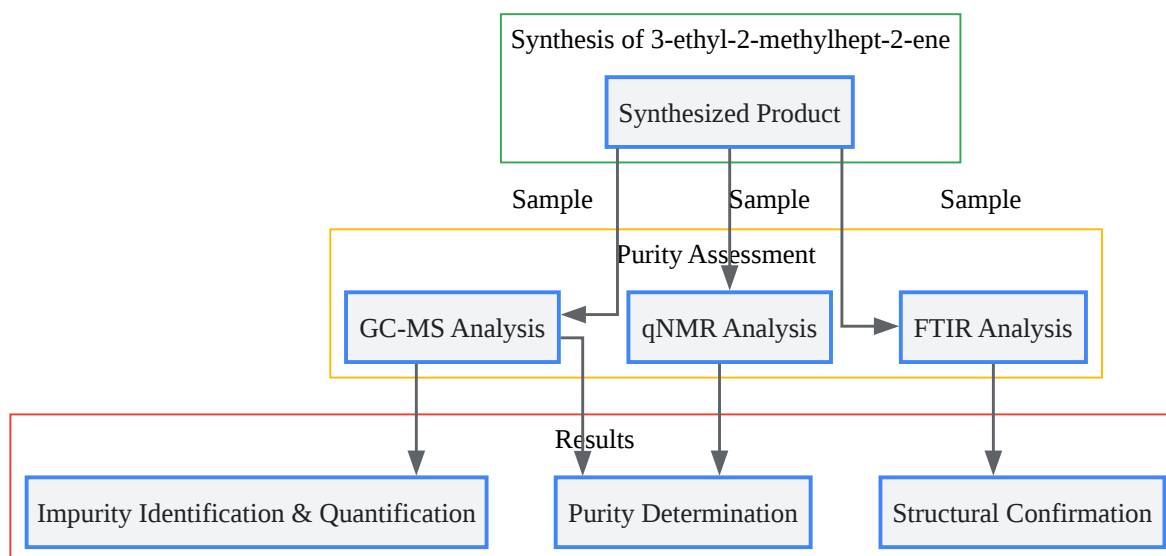 Synthesis of 3-ethyl-2-methylhept-2-ene
Synthesized Product
Sample
Sample
Sample
Purity Assessment
GC-MS Analysis
qNMR Analysis
FTIR Analysis
Results
Impurity Identification & Quantification
Purity Determination
Structural Confirmation